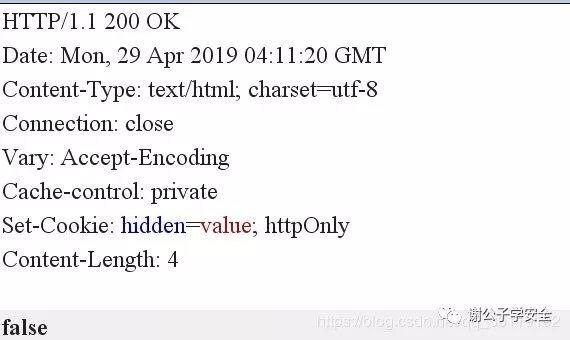 HTTP/1.1 200 OK
Date: Mon, 29 Apr 2019 04:11:20 GMT
Content-Type: text/html; charset=utf-8
Connection: close
Vary: Accept-Encoding
Cache-control: private
Set-Cookie: hidden=value; httpOnly
Content-Length: 4
false
https://blog.csdn.net/
谢公子学安全